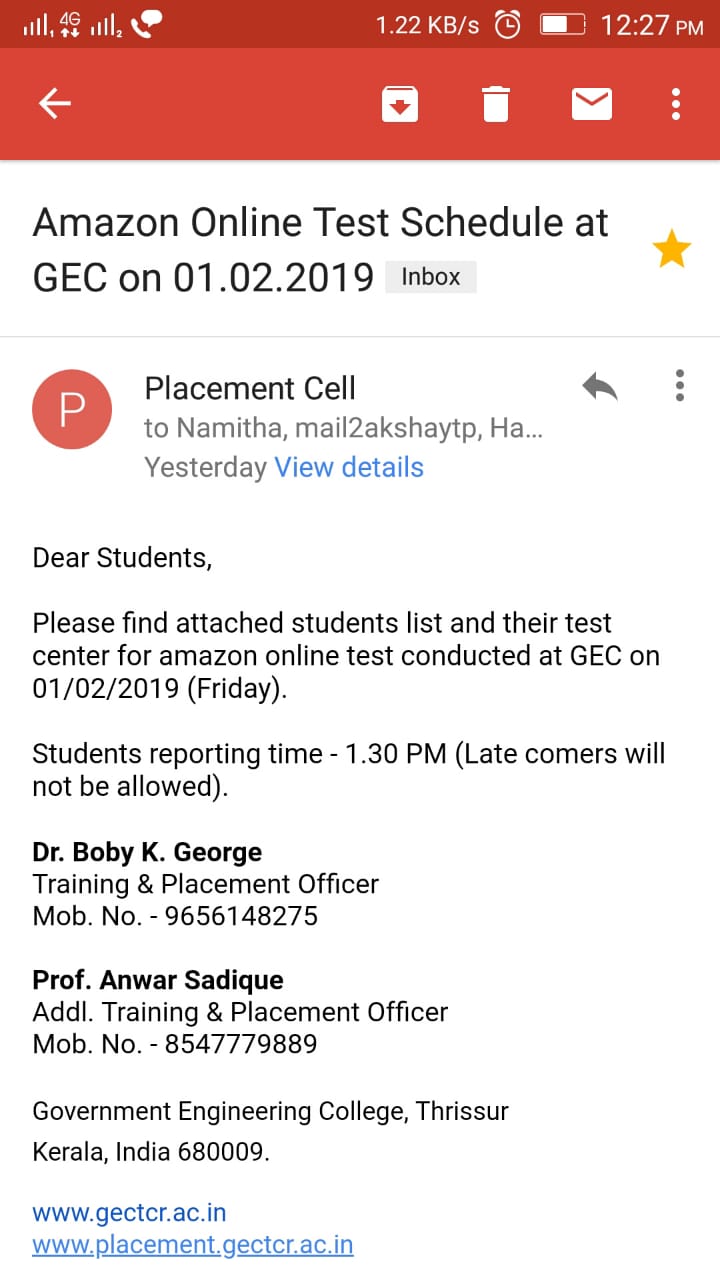 4G 2 1.22 KB/s 12:27 PM
Amazon Online Test Schedule at
GEC on 01.02.2019 Inbox
P
Placement Cell
to Namitha, mail2akshaytp, Ha...
Yesterday View details
Dear Students,
Please find attached students list and their test
center for amazon online test conducted at GEC on
01/02/2019 (Friday).
Students reporting time - 1.30 PM (Late comers will
not be allowed).
Dr. Boby K. George
Training & Placement Officer
Mob. No. - 9656148275
Prof. Anwar Sadique
Addl. Training & Placement Officer
Mob. No. - 8547779889
Government Engineering College, Thrissur
Kerala, India 680009.
www.gectcr.ac.in
www.placement.gectcr.ac.in